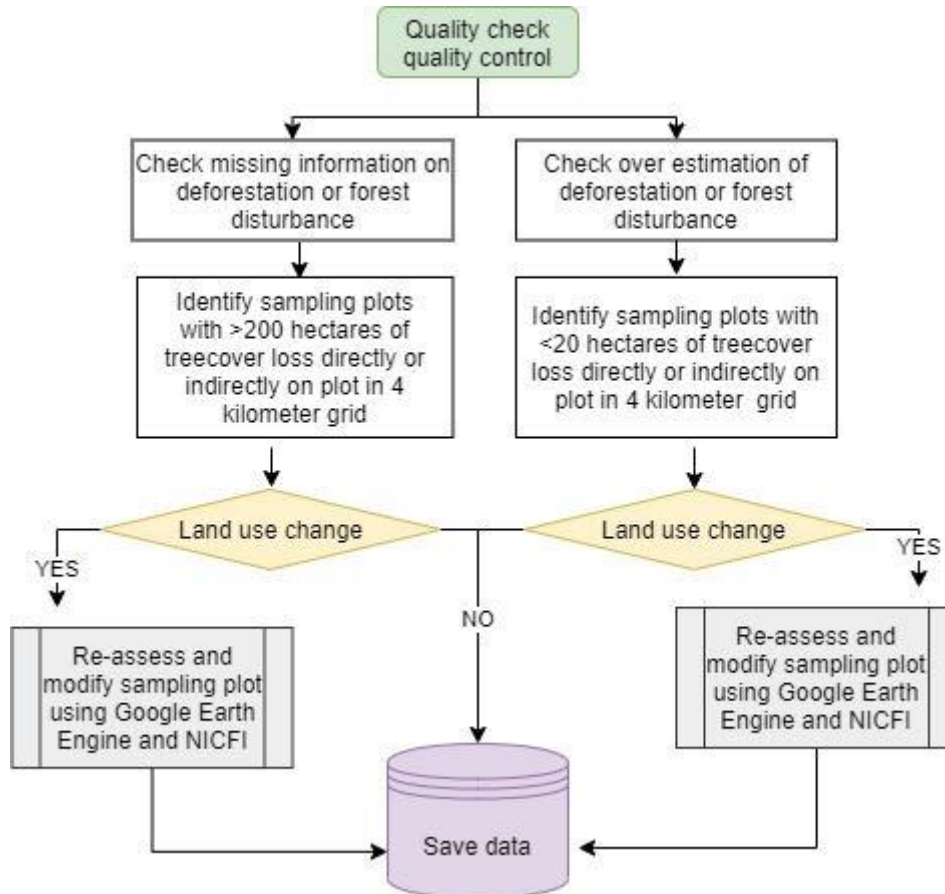 Quality check
quality control
Check missing information on
deforestation or forest
disturbance
Check over estimation of
deforestation or forest
disturbance
Identify sampling plots
with >200 hectares of
treecover loss directly or
indirectly on plot in 4
kilometer grid
Identify sampling plots with
<20 hectares of treecover
loss directly or indirectly on
plot in 4 kilometer grid
Land use change
Land use change
YES
NO
YES
Re-assess and
modify sampling plot
using Google Earth
Engine and NICFI
Re-assess and
modify sampling plot
using Google Earth
Engine and NICFI
Save data